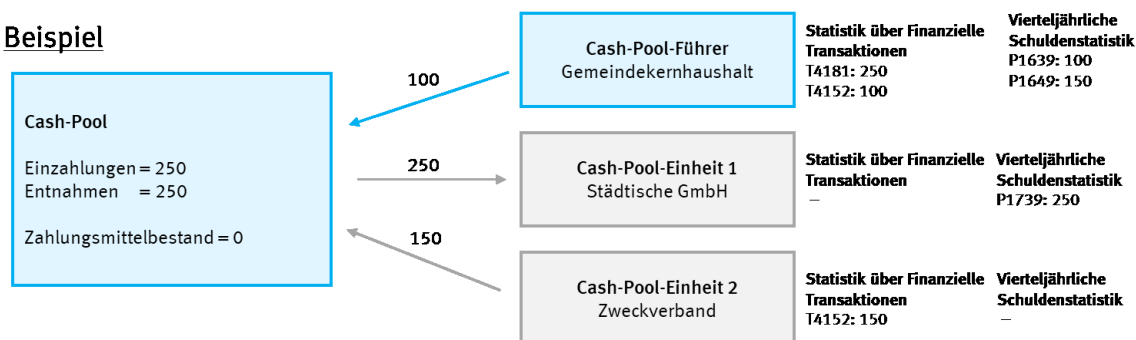 Beispiel
Cash-Pool
Einzahlungen = 250
Entnahmen = 250
Zahlungsmittelbestand = 0
100
250
150
Cash-Pool-Führer
Gemeindekernhaushalt
Statistik über Finanzielle
Transaktionen
T4181: 250
T4152: 100
Vierteljährliche
Schuldenstatistik
P1639: 100
P1649: 150
Cash-Pool-Einheit 1
Städtische GmbH
Statistik über Finanzielle
Transaktionen
–
Vierteljährliche
Schuldenstatistik
P1739: 250
Cash-Pool-Einheit 2
Zweckverband
Statistik über Finanzielle
Transaktionen
T4152: 150
Vierteljährliche
Schuldenstatistik
–